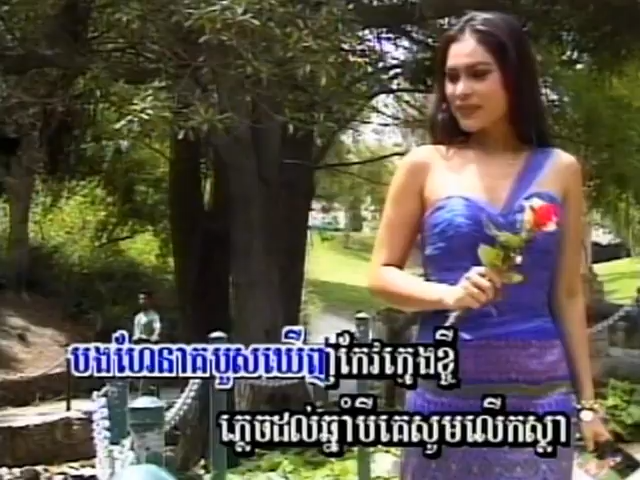 បងហែនាគបួសឃើញកែវក្មេងខ្ចី
ភ្លេចដល់ឆ្នាំបីគេសូមលើកស្លា